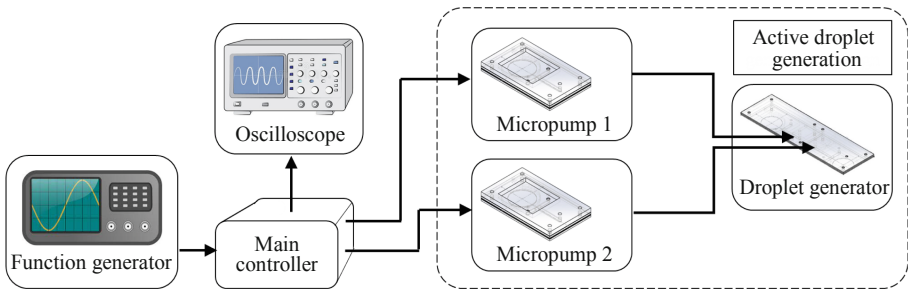 Function generator
Oscilloscope
Main
controller
Micropump 1
Micropump 2
Active droplet
generation
Droplet generator